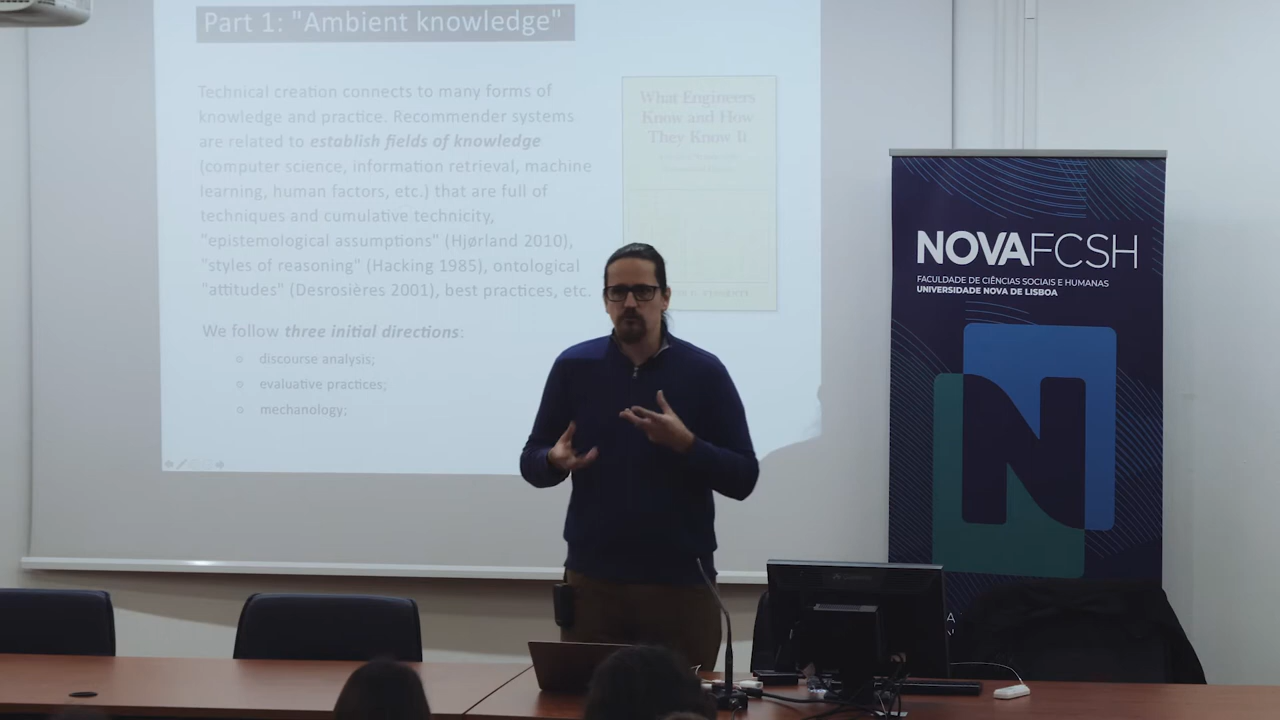 Part 1: "Ambient knowledge"
Technical creation connects to many forms of
knowledge and practice. Recommender systems
are related to establish fields of knowledge
(computer science, information retrieval, machine
learning, human factors, etc.) that are full of
techniques and cumulative technicity,
"epistemological assumptions" (Hjørland 2010),
"styles of reasoning" (Hacking 1985), ontological
"attitudes" (Desrosières 2001), best practices, etc.
We follow three initial directions:
discourse analysis;
evaluative practices;
mechanology;
What Engineers
Know and How
They Know It
NOVAFCSH
FACULDADE DE CIÊNCIAS SOCIAIS E HUMANAS
UNIVERSIDADE NOVA DE LISBOA